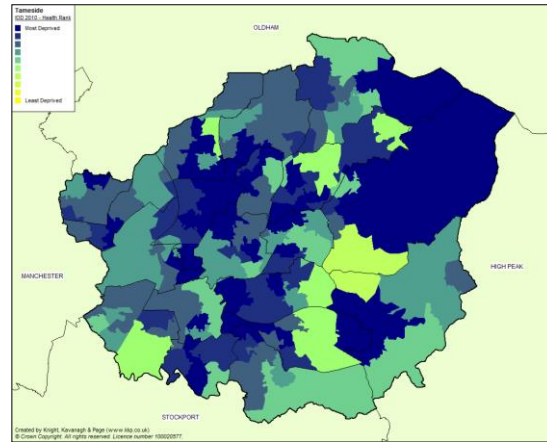 Tameside
IDD 2010 - Health Rank
Most Deprived
Least Deprived
OLDHAM
MANCHESTER
HIGH PEAK
STOCKPORT
Created by Knight, Kavanagh & Page (www.kkp.co.uk)
© Crown Copyright. All rights reserved. Licence number 100020577.